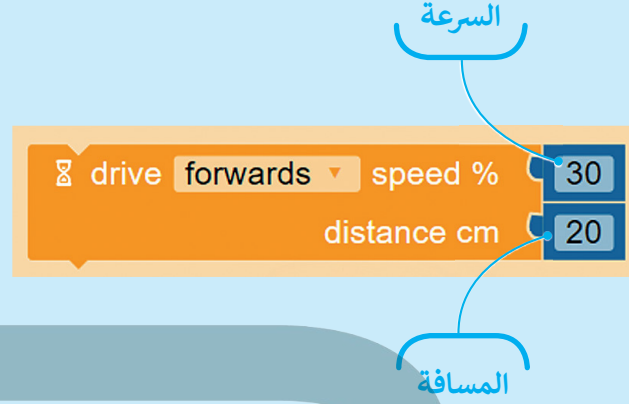 السرعة
drive forwards speed % 30
distance cm 20
المسافة